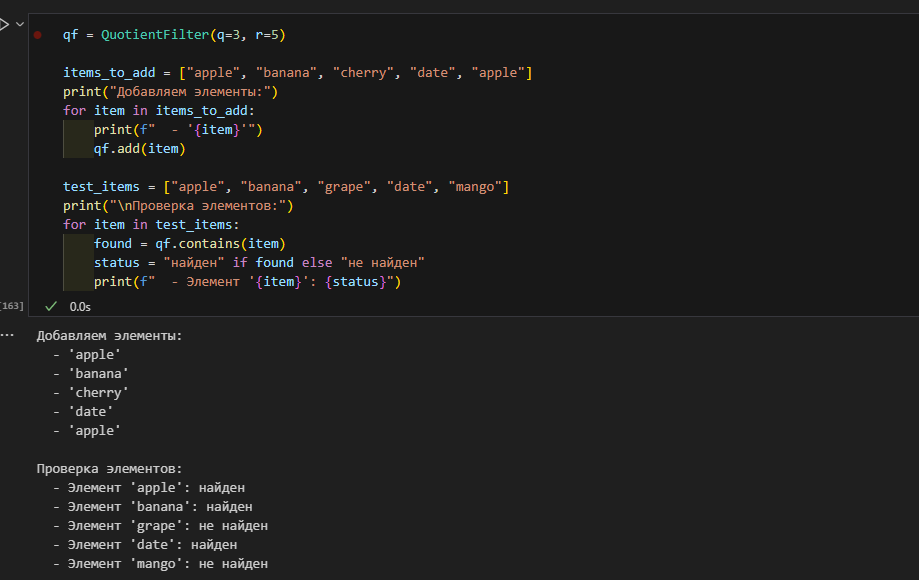 qf = QuotientFilter(q=3, r=5)
items_to_add = ["apple", "banana", "cherry", "date", "apple"]
print("Добавляем элементы:")
for item in items_to_add:
    print(f"  - '{item}'")
    qf.add(item)
test_items = ["apple", "banana", "grape", "date", "mango"]
print("\nПроверка элементов:")
for item in test_items:
    found = qf.contains(item)
    status = "найден" if found else "не найден"
    print(f"  - Элемент '{item}': {status}")
[163] 0.0s
Добавляем элементы:
  - 'apple'
  - 'banana'
  - 'cherry'
  - 'date'
  - 'apple'
Проверка элементов:
  - Элемент 'apple': найден
  - Элемент 'banana': найден
  - Элемент 'grape': не найден
  - Элемент 'date': найден
  - Элемент 'mango': не найден